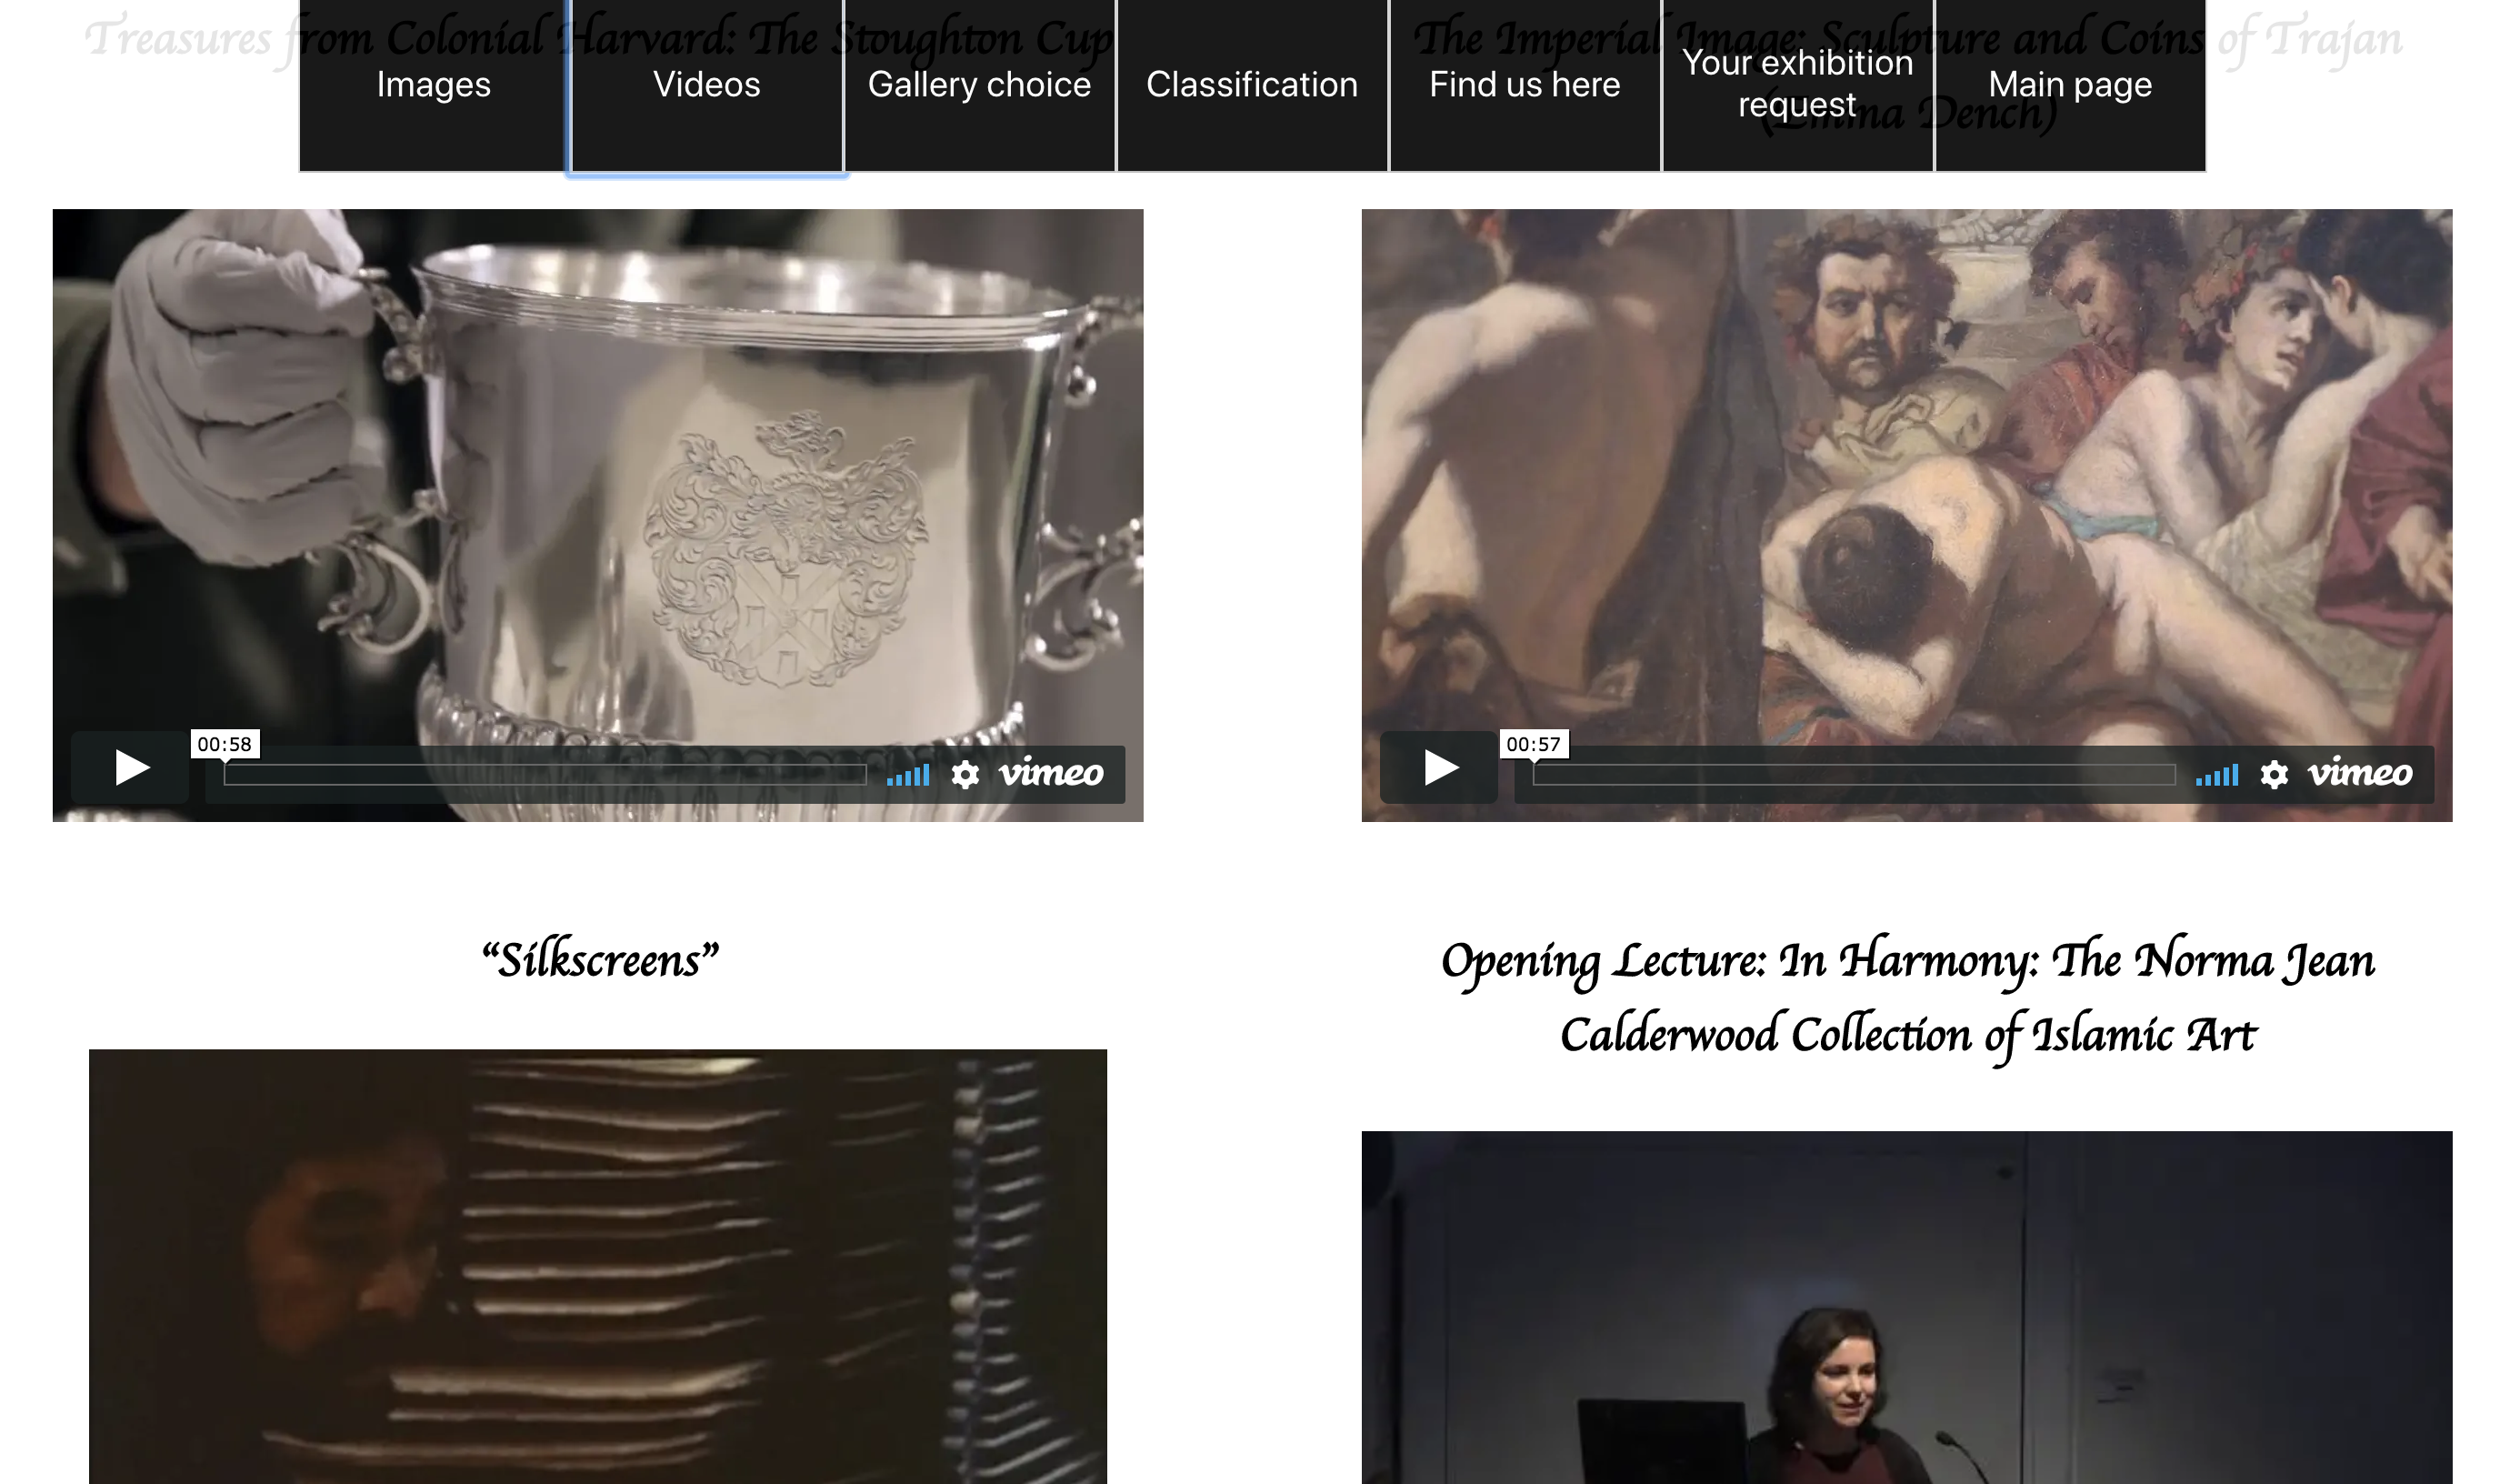 Treasures from Colonial Harvard: The Stoughton Cup
The Imperial Image: Sculpture and Coins of Trajan
(Emma Dench)
Images
Videos
Gallery choice
Classification
Find us here
Your exhibition
request
Main page
00:58
vimeo
00:57
vimeo
“Silkscreens”
Opening Lecture: In Harmony: The Norma Jean
Calderwood Collection of Islamic Art